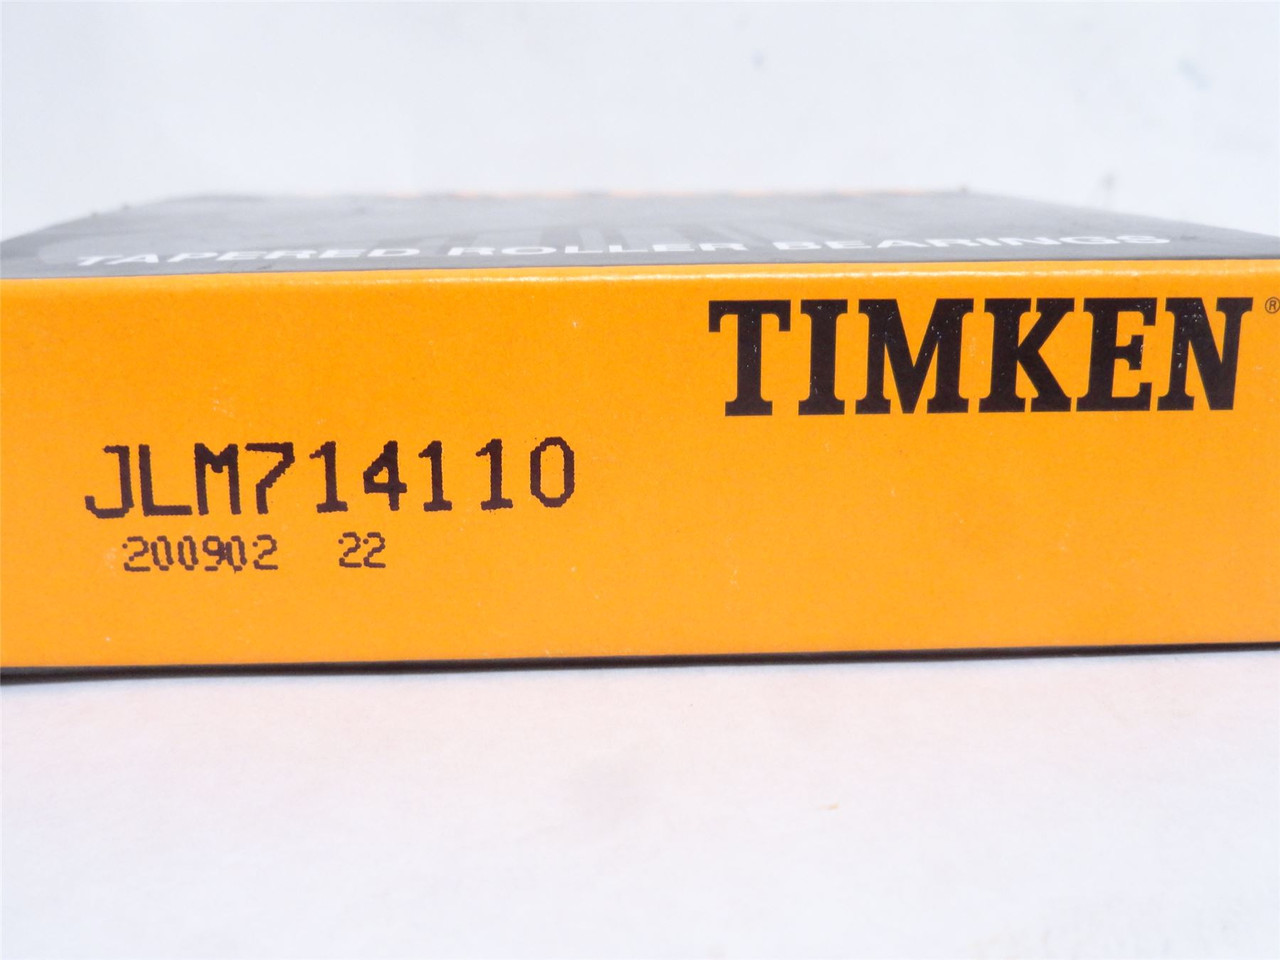 TAPERED ROLLER BEARINGS
TIMKEN®
JLM714110
200902 22